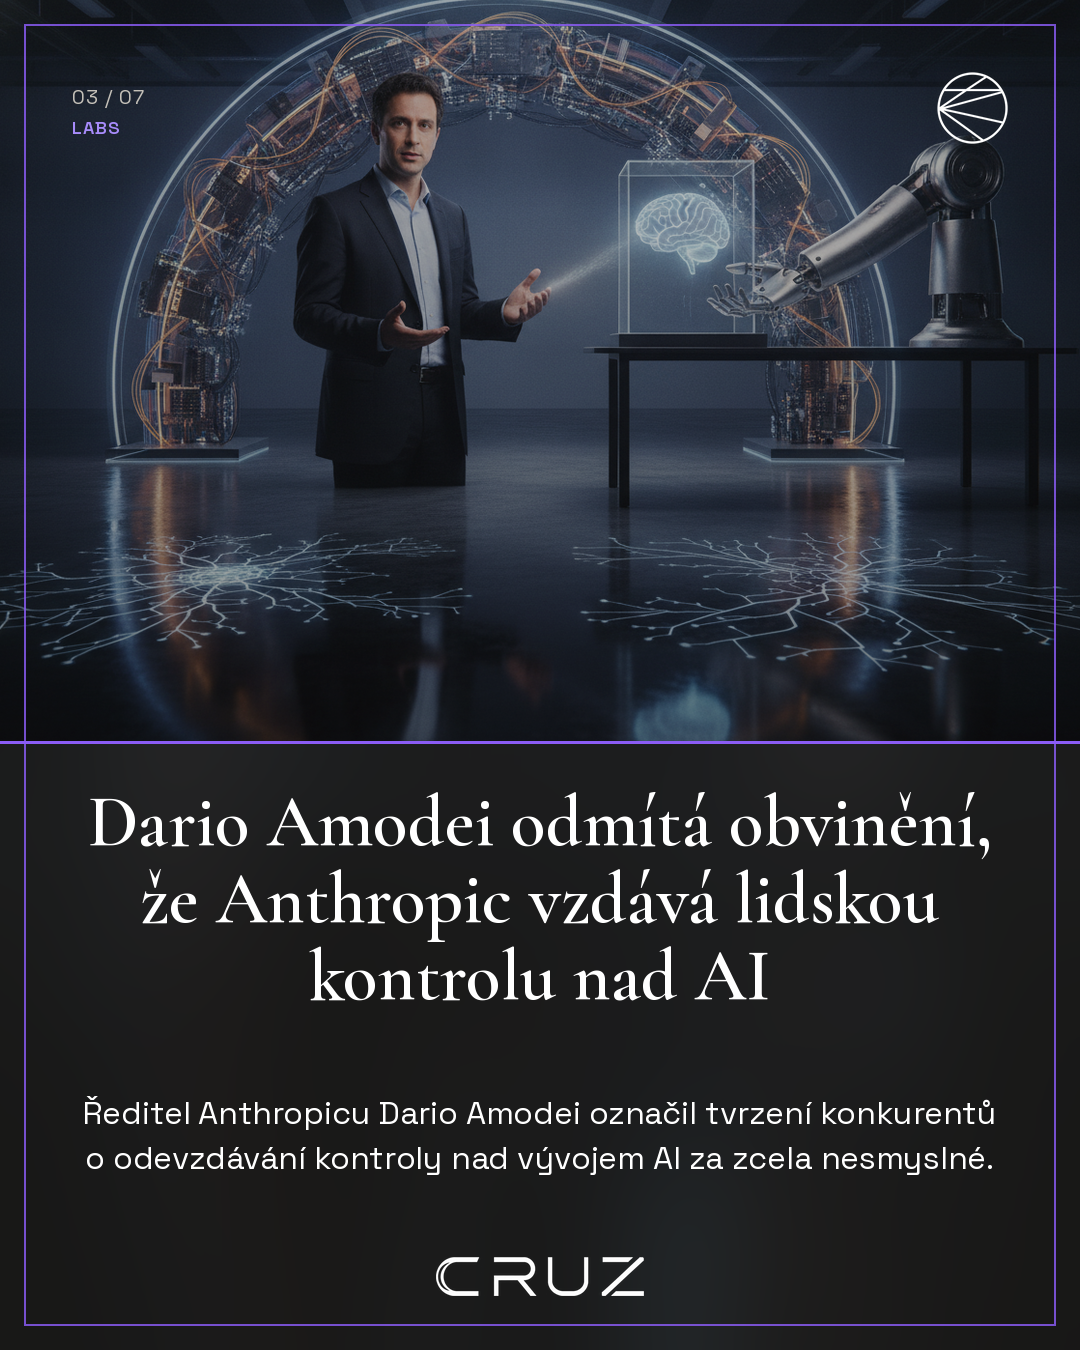 03 / 07
LABS
Dario Amodei odmítá obvinění,
že Anthropic vzdává lidskou
kontrolu nad AI
Ředitel Anthropicu Dario Amodei označil tvrzení konkurentů
o odevzdávání kontroly nad vývojem AI za zcela nesmyslné.
CRUZ